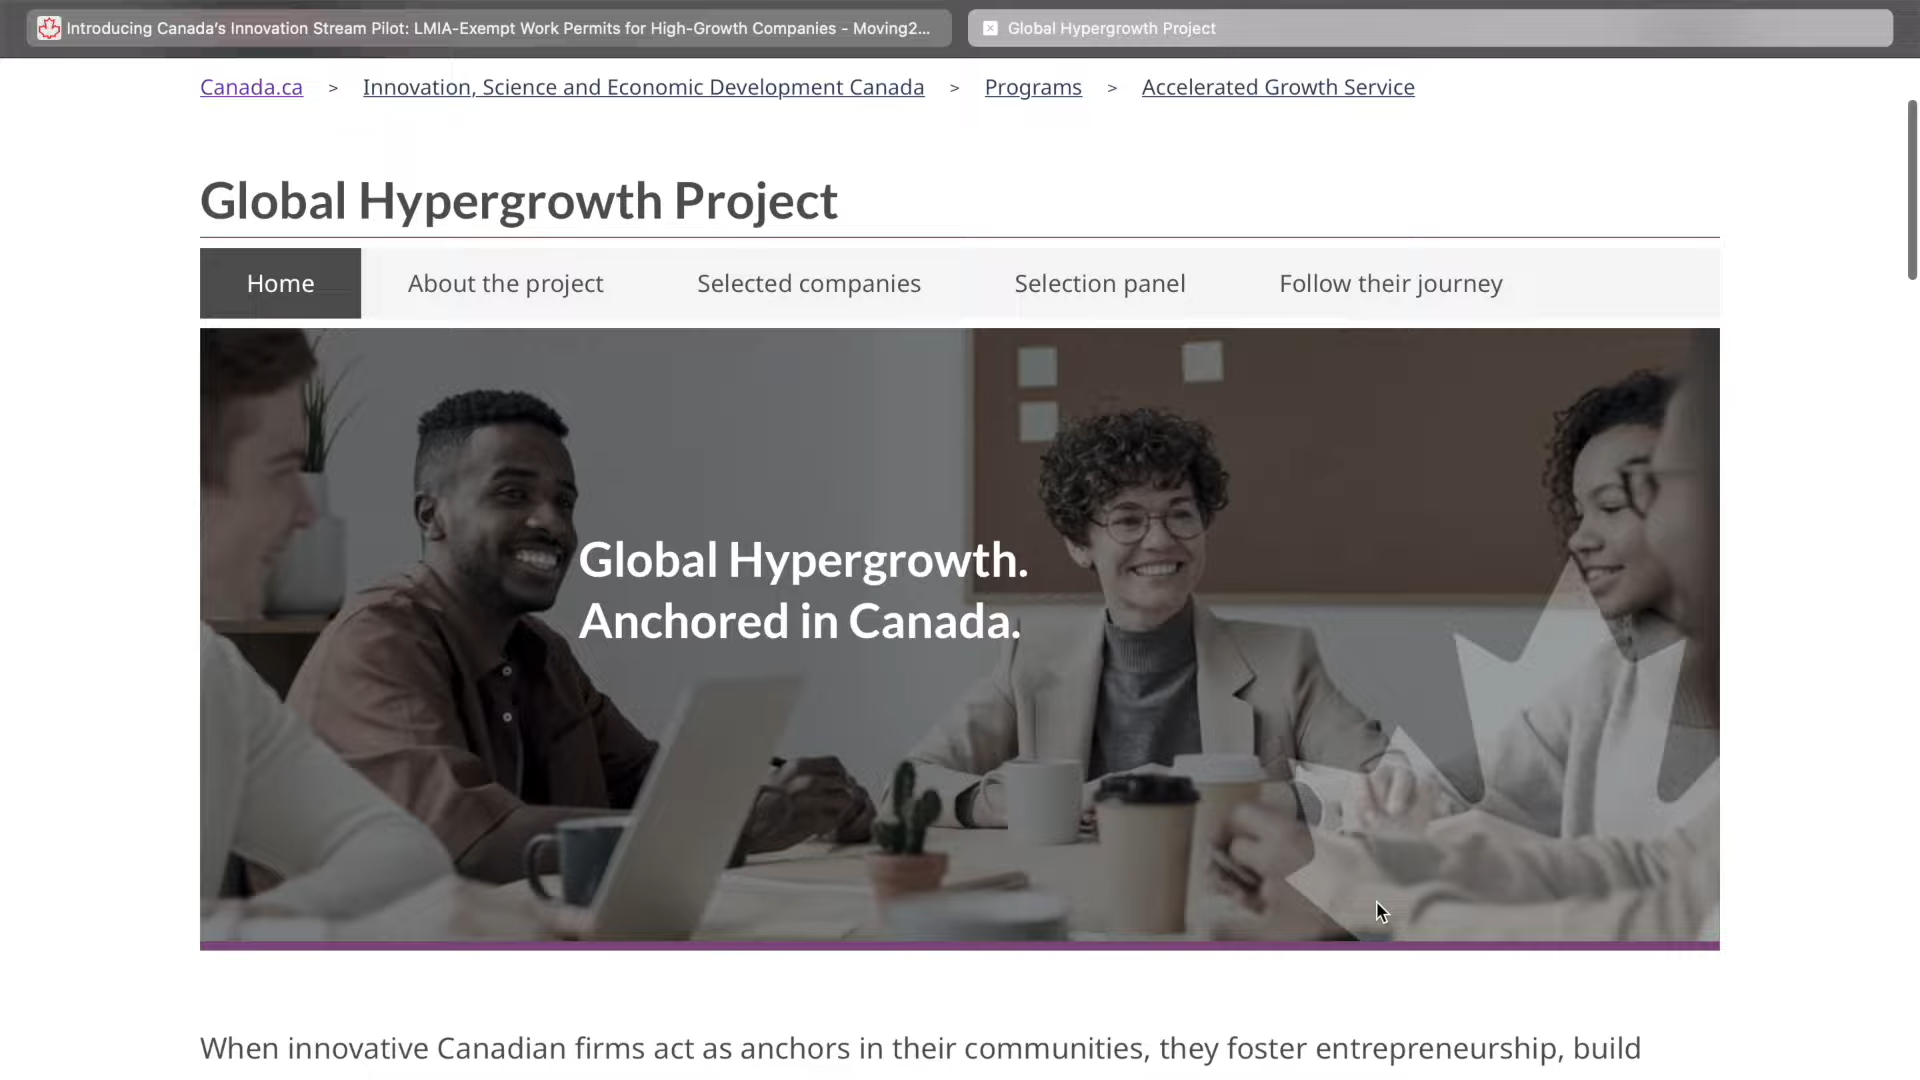 Introducing Canada's Innovation Stream Pilot: LMIA-Exempt Work Permits for High-Growth Companies - Moving2...
Global Hypergrowth Project
Canada.ca > Innovation, Science and Economic Development Canada > Programs > Accelerated Growth Service
Global Hypergrowth Project
Home About the project Selected companies Selection panel Follow their journey
Global Hypergrowth.
Anchored in Canada.
When innovative Canadian firms act as anchors in their communities, they foster entrepreneurship, build